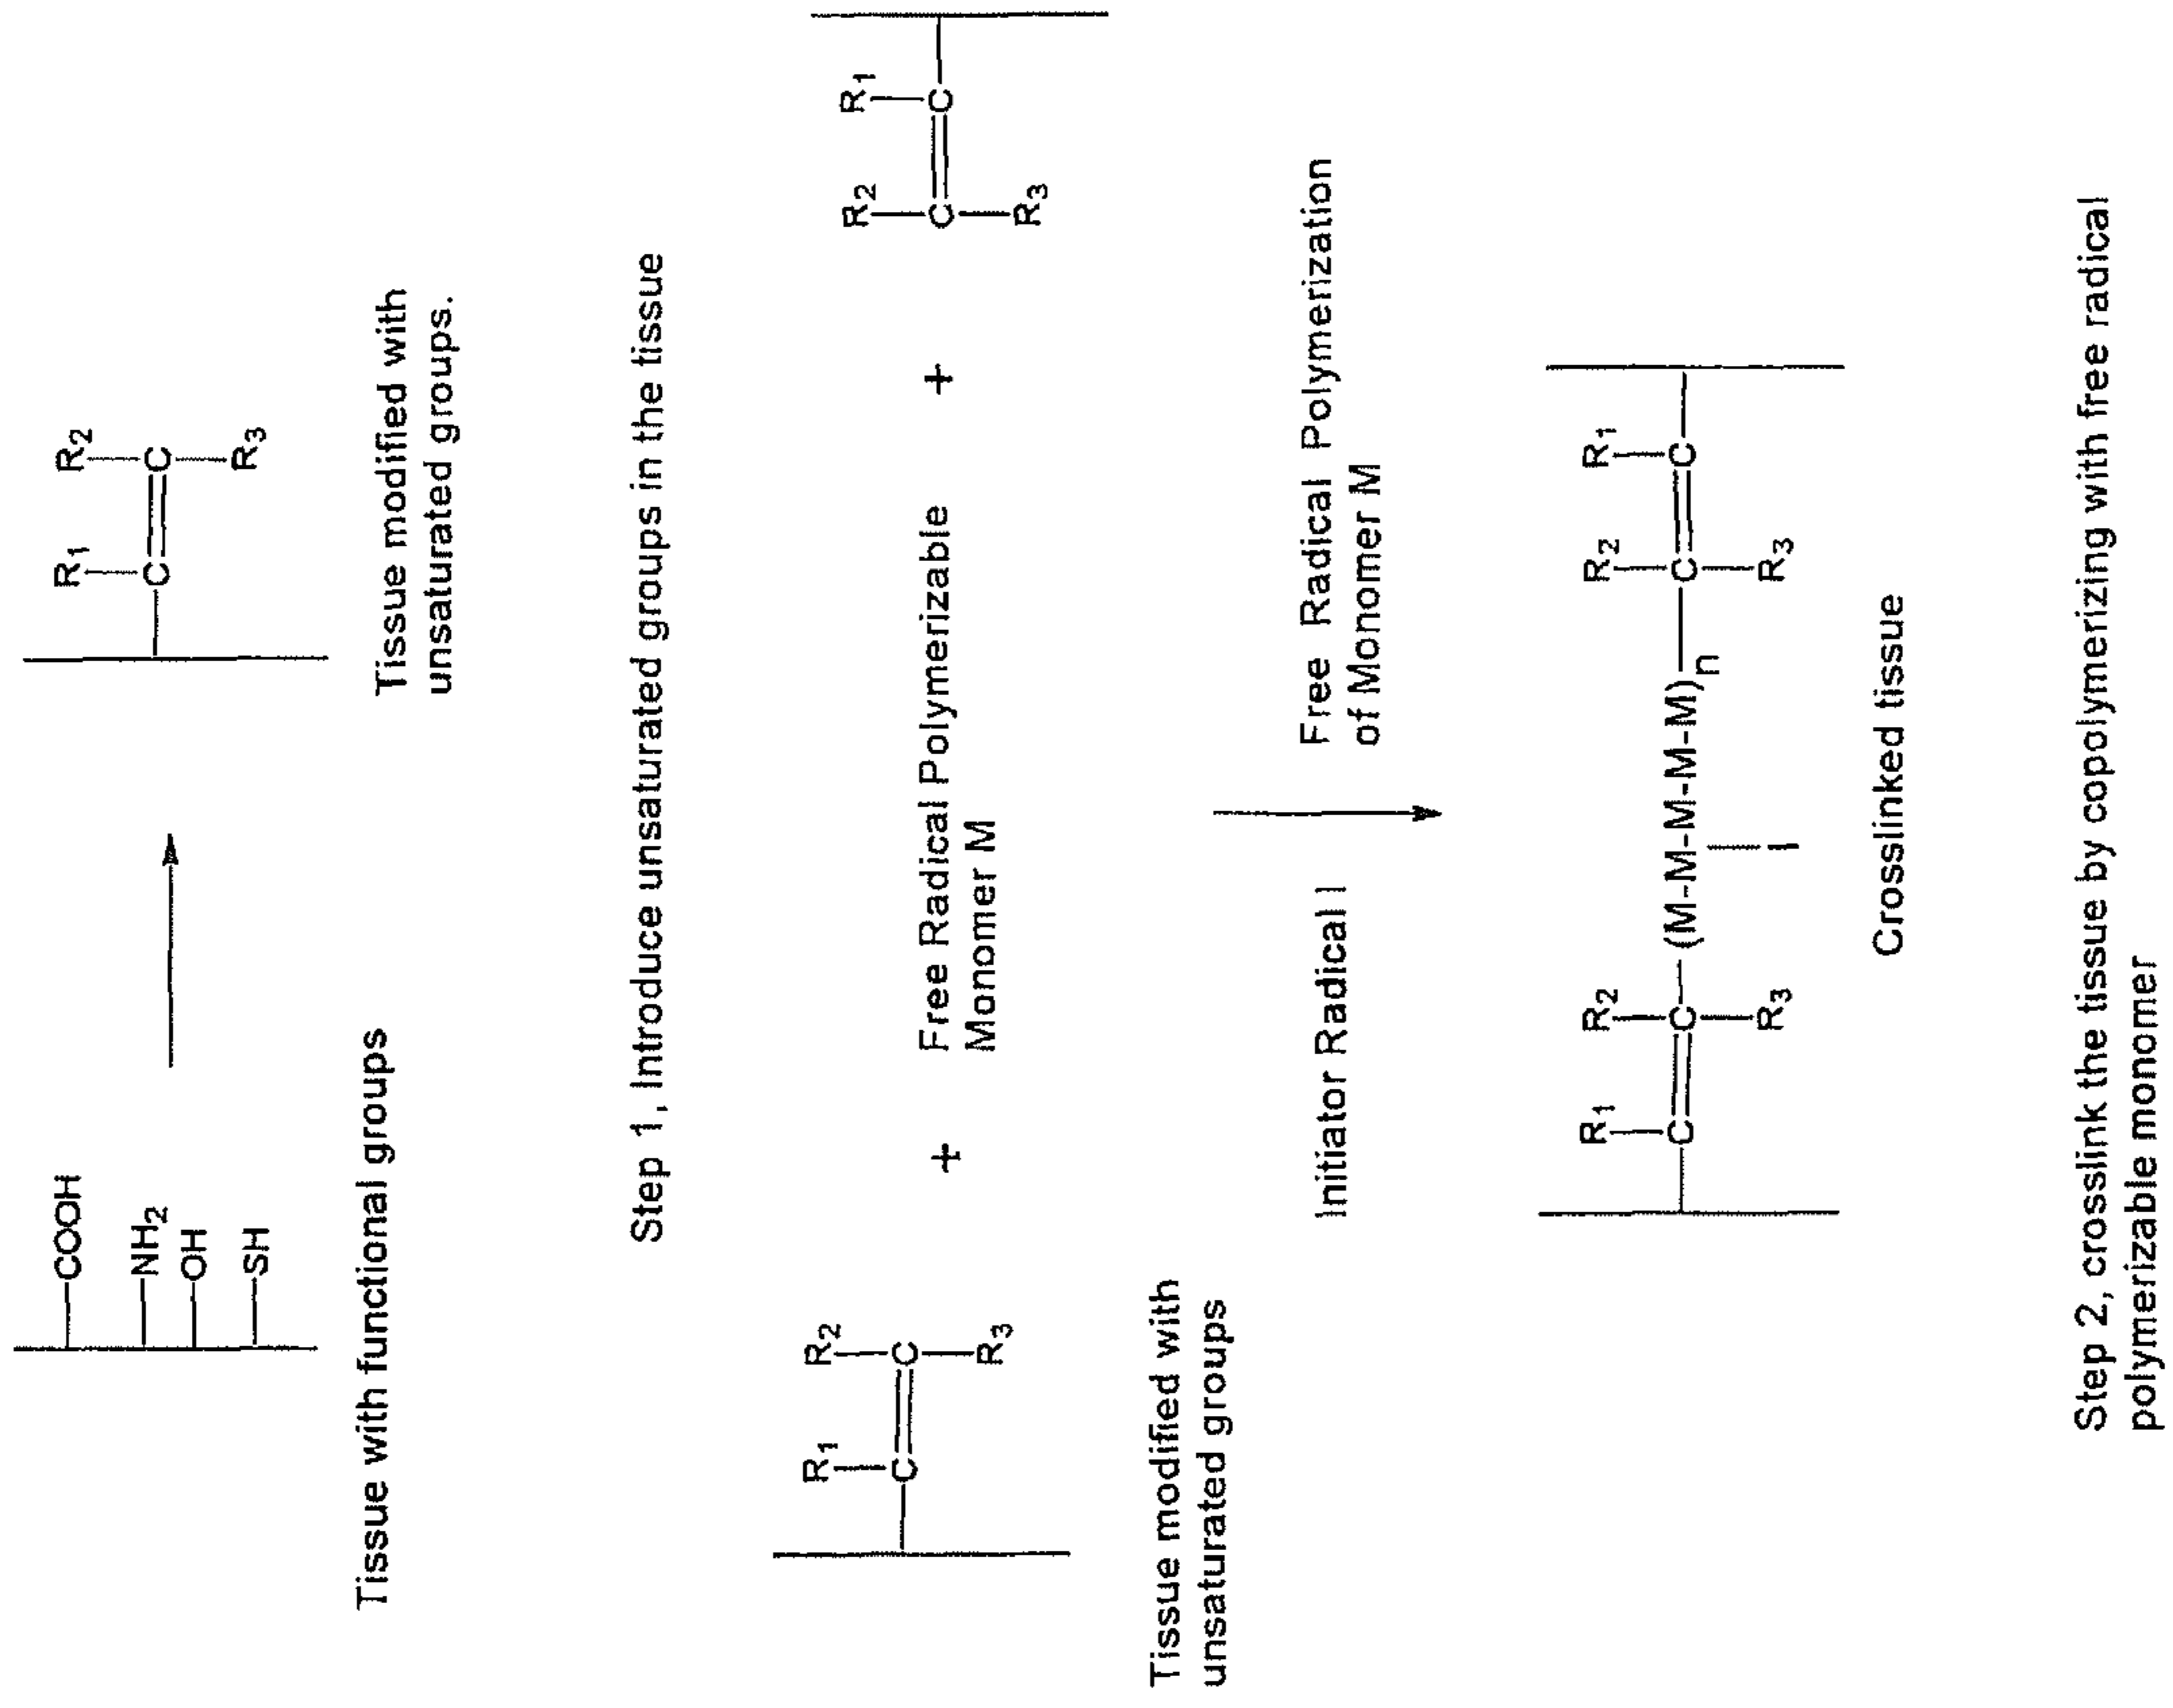 COOH
NH2
OH
SH
Tissue with functional groups
R1 R2
C C
R3
Tissue modified with
unsaturated groups.
Step 1, Introduce unsaturated groups in the tissue
R1 R2
C C
R3
Tissue modified with
unsaturated groups
+
Free Radical Polymerizable
Monomer M
+
R2 R1
C C
R3
Initiator Radical I
Free Radical Polymerization
of Monomer M
R1 R2 R2 R1
C C (M-M-M-M-M)n C C
R3 I R3
Crosslinked tissue
Step 2, crosslink the tissue by copolymerizing with free radical
polymerizable monomer